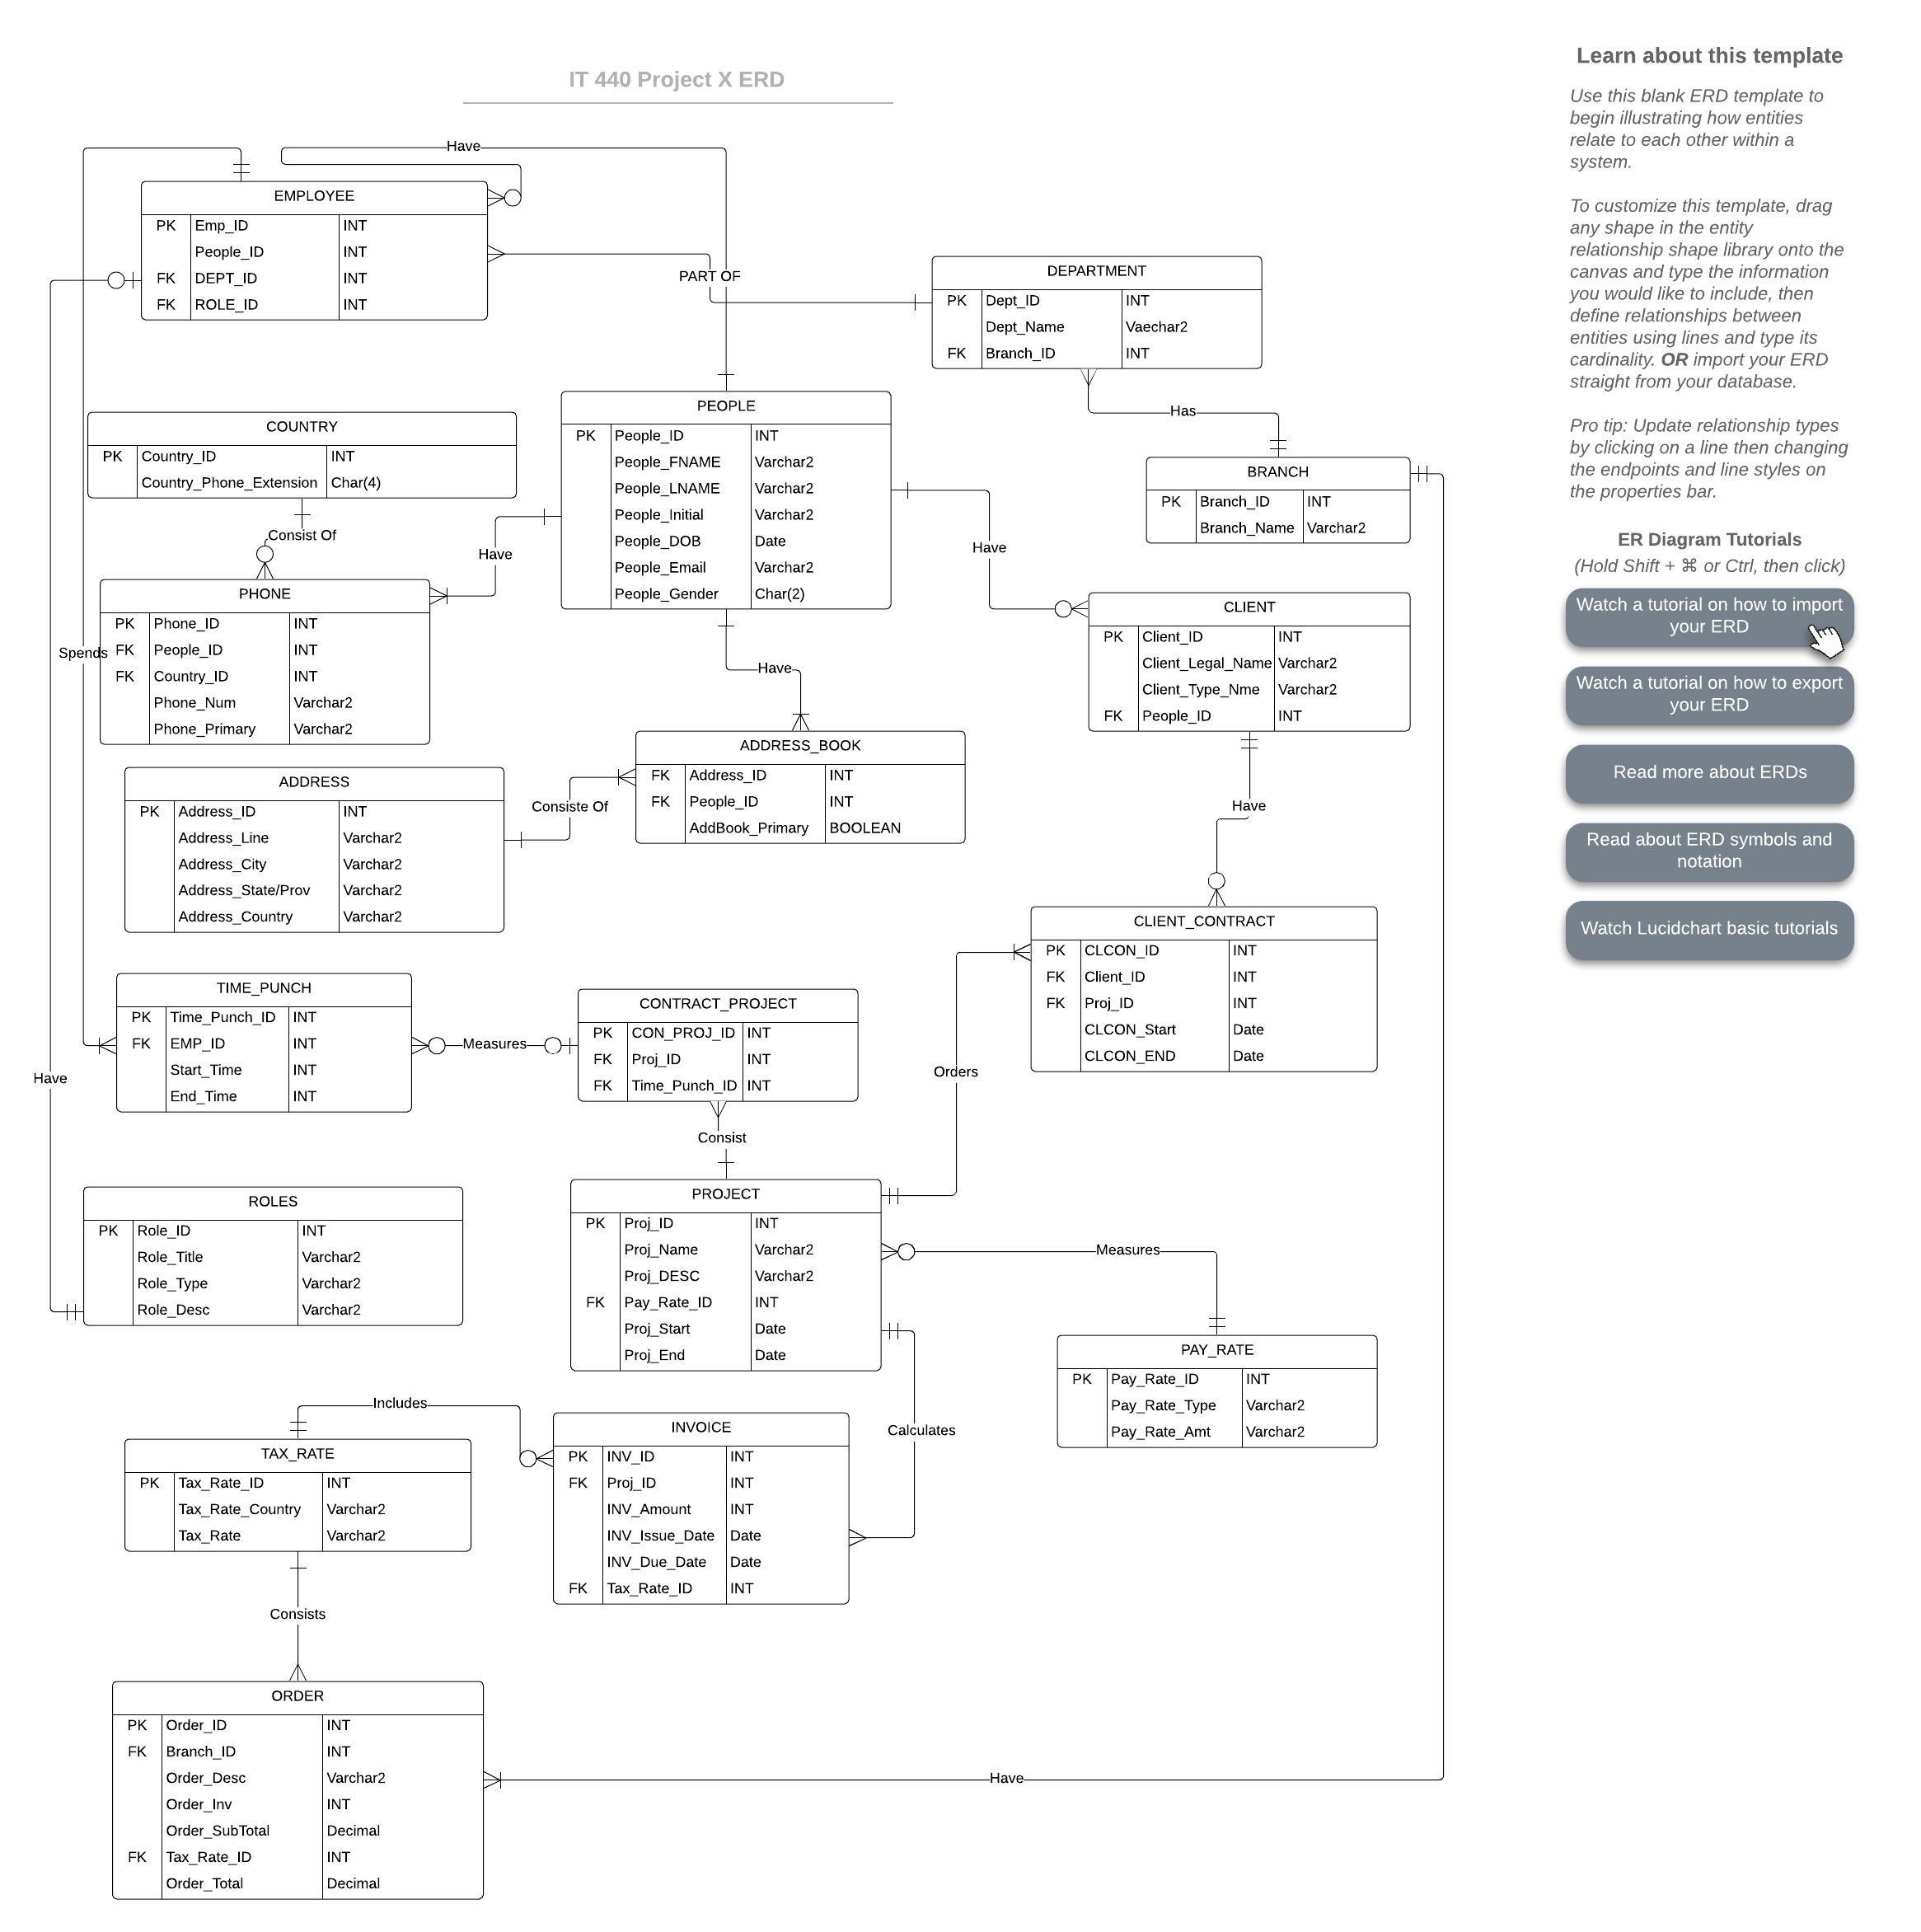 IT 440 Project X ERD
Learn about this template
Use this blank ERD template to
begin illustrating how entities
relate to each other within a
system.
To customize this template, drag
any shape in the entity
relationship shape library onto the
canvas and type the information
you would like to include, then
define relationships between
entities using lines and type its
cardinality. OR import your ERD
straight from your database.
Pro tip: Update relationship types
by clicking on a line then changing
the endpoints and line styles on
the properties bar.
ER Diagram Tutorials
(Hold Shift + ⌘ or Ctrl, then click)
Watch a tutorial on how to import
your ERD
Watch a tutorial on how to export
your ERD
Read more about ERDs
Read about ERD symbols and
notation
Watch Lucidchart basic tutorials
Have
EMPLOYEE
PK Emp_ID INT
People_ID INT
FK DEPT_ID INT
FK ROLE_ID INT
PART OF
DEPARTMENT
PK Dept_ID INT
Dept_Name Vaechar2
FK Branch_ID INT
Has
BRANCH
PK Branch_ID INT
Branch_Name Varchar2
COUNTRY
PK Country_ID INT
Country_Phone_Extension Char(4)
Consist Of
PEOPLE
PK People_ID INT
People_FNAME Varchar2
People_LNAME Varchar2
People_Initial Varchar2
People_DOB Date
People_Email Varchar2
People_Gender Char(2)
Have
Have
PHONE
PK Phone_ID INT
FK People_ID INT
FK Country_ID INT
Phone_Num Varchar2
Phone_Primary Varchar2
Spends
CLIENT
PK Client_ID INT
Client_Legal_Name Varchar2
Client_Type_Nme Varchar2
FK People_ID INT
Have
ADDRESS_BOOK
FK Address_ID INT
FK People_ID INT
AddBook_Primary BOOLEAN
Consiste Of
ADDRESS
PK Address_ID INT
Address_Line Varchar2
Address_City Varchar2
Address_State/Prov Varchar2
Address_Country Varchar2
Have
CLIENT_CONTRACT
PK CLCON_ID INT
FK Client_ID INT
FK Proj_ID INT
CLCON_Start Date
CLCON_END Date
TIME_PUNCH
PK Time_Punch_ID INT
FK EMP_ID INT
Start_Time INT
End_Time INT
Measures
CONTRACT_PROJECT
PK CON_PROJ_ID INT
FK Proj_ID INT
FK Time_Punch_ID INT
Orders
Have
Consist
ROLES
PK Role_ID INT
Role_Title Varchar2
Role_Type Varchar2
Role_Desc Varchar2
PROJECT
PK Proj_ID INT
Proj_Name Varchar2
Proj_DESC Varchar2
FK Pay_Rate_ID INT
Proj_Start Date
Proj_End Date
Measures
PAY_RATE
PK Pay_Rate_ID INT
Pay_Rate_Type Varchar2
Pay_Rate_Amt Varchar2
Includes
Calculates
TAX_RATE
PK Tax_Rate_ID INT
Tax_Rate_Country Varchar2
Tax_Rate Varchar2
INVOICE
PK INV_ID INT
FK Proj_ID INT
INV_Amount INT
INV_Issue_Date Date
INV_Due_Date Date
FK Tax_Rate_ID INT
Consists
ORDER
PK Order_ID INT
FK Branch_ID INT
Order_Desc Varchar2
Order_Inv INT
Order_SubTotal Decimal
FK Tax_Rate_ID INT
Order_Total Decimal
Have